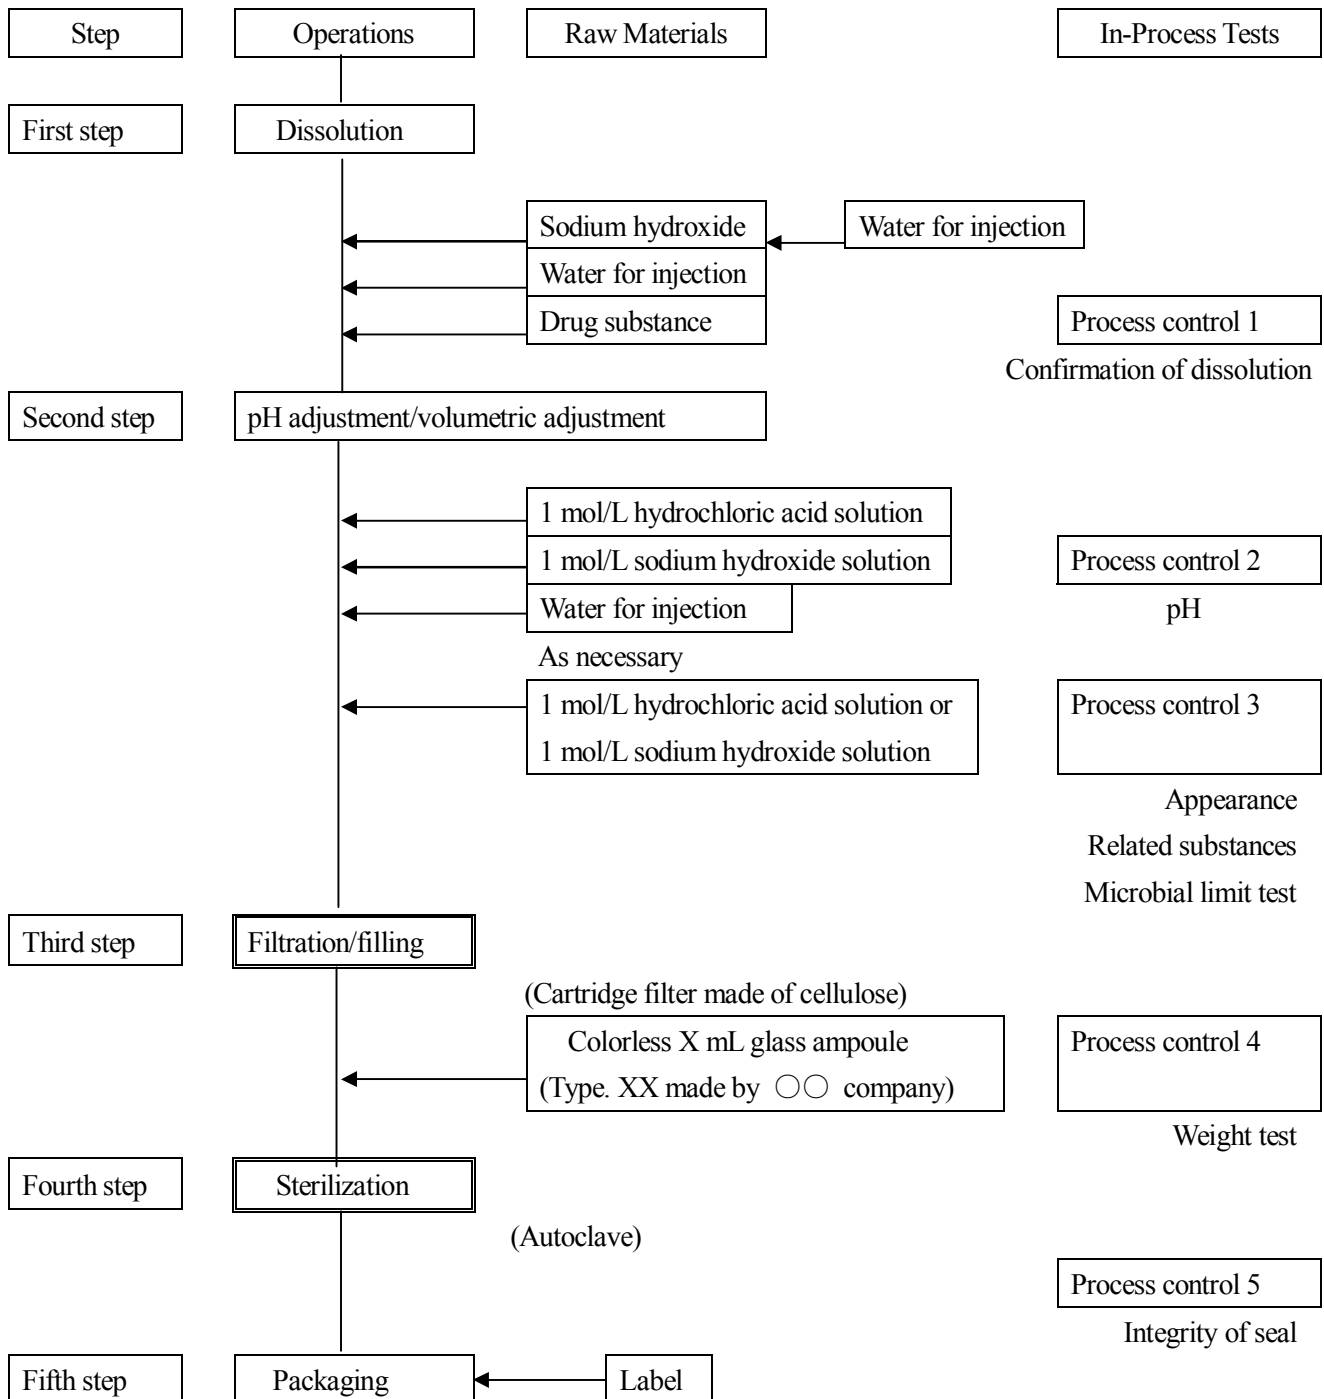 Step
Operations
Raw Materials
In-Process Tests
First step
Dissolution
Sodium hydroxide
Water for injection
Water for injection
Drug substance
Process control 1
Confirmation of dissolution
Second step
pH adjustment/volumetric adjustment
1 mol/L hydrochloric acid solution
1 mol/L sodium hydroxide solution
Process control 2
Water for injection
pH
As necessary
1 mol/L hydrochloric acid solution or
1 mol/L sodium hydroxide solution
Process control 3
Appearance
Related substances
Microbial limit test
Third step
Filtration/filling
(Cartridge filter made of cellulose)
Colorless X mL glass ampoule
(Type. XX made by ○○ company)
Process control 4
Weight test
Fourth step
Sterilization
(Autoclave)
Process control 5
Integrity of seal
Fifth step
Packaging
Label